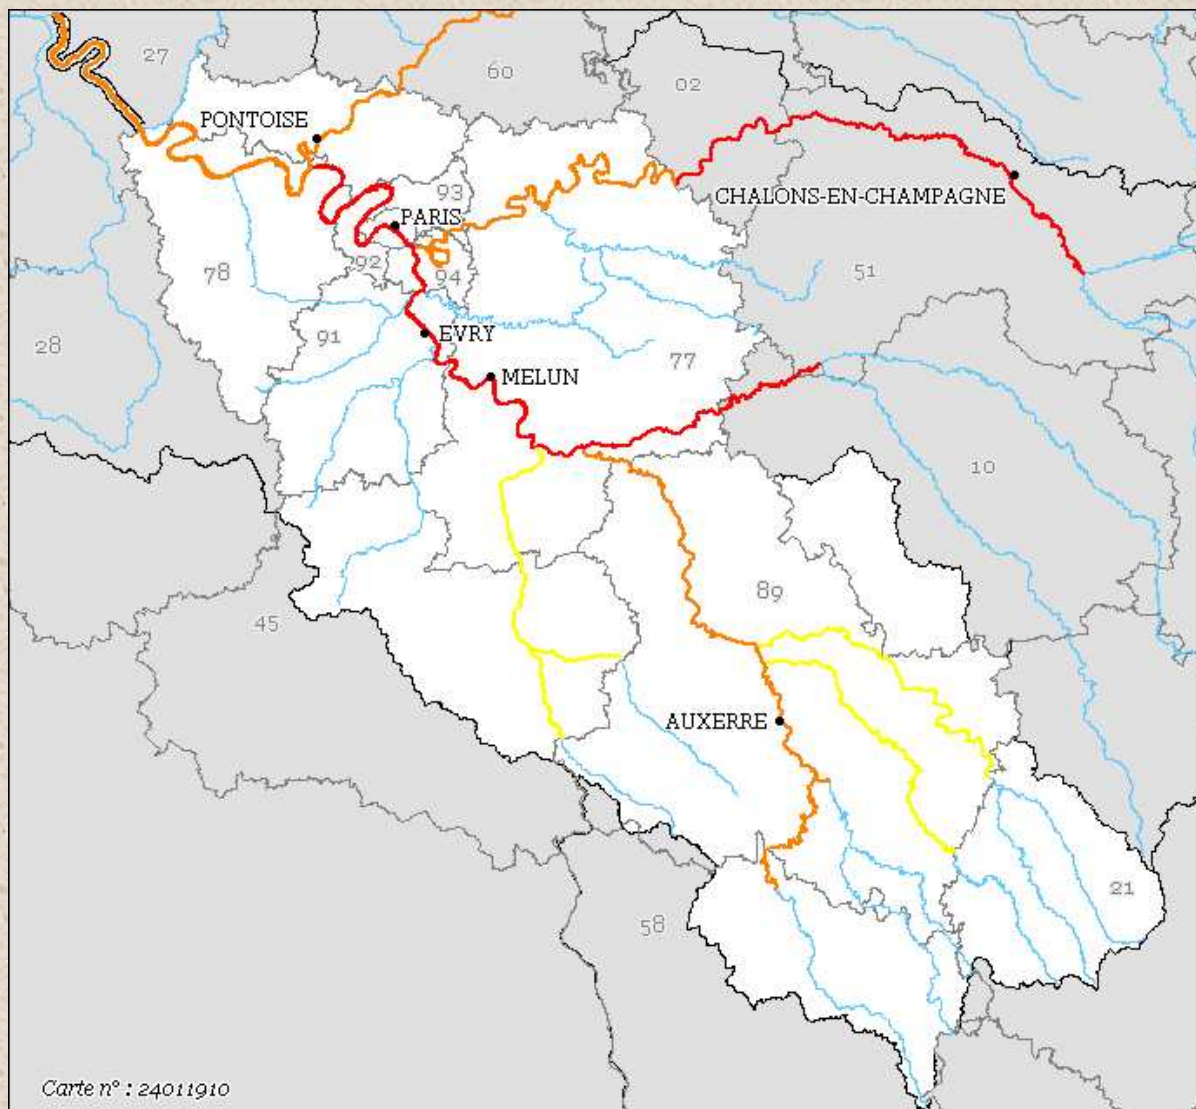 27
60
02
PONTOISE
CHALONS-EN-CHAMPAGNE
93
PARIS
92
94
78
51
91
EVRY
28
77
MELUN
10
89
45
AUXERRE
21
58
Carte n° : 24011910